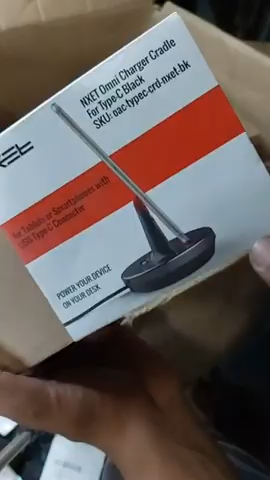 NXET Omni Charger Cradle
For Type-C Black
SKU: oac-typec-crd-nxet-bk
for Tablets or Smartphones with
USB Type C Connector
POWER YOUR DEVICE
ON YOUR DESK